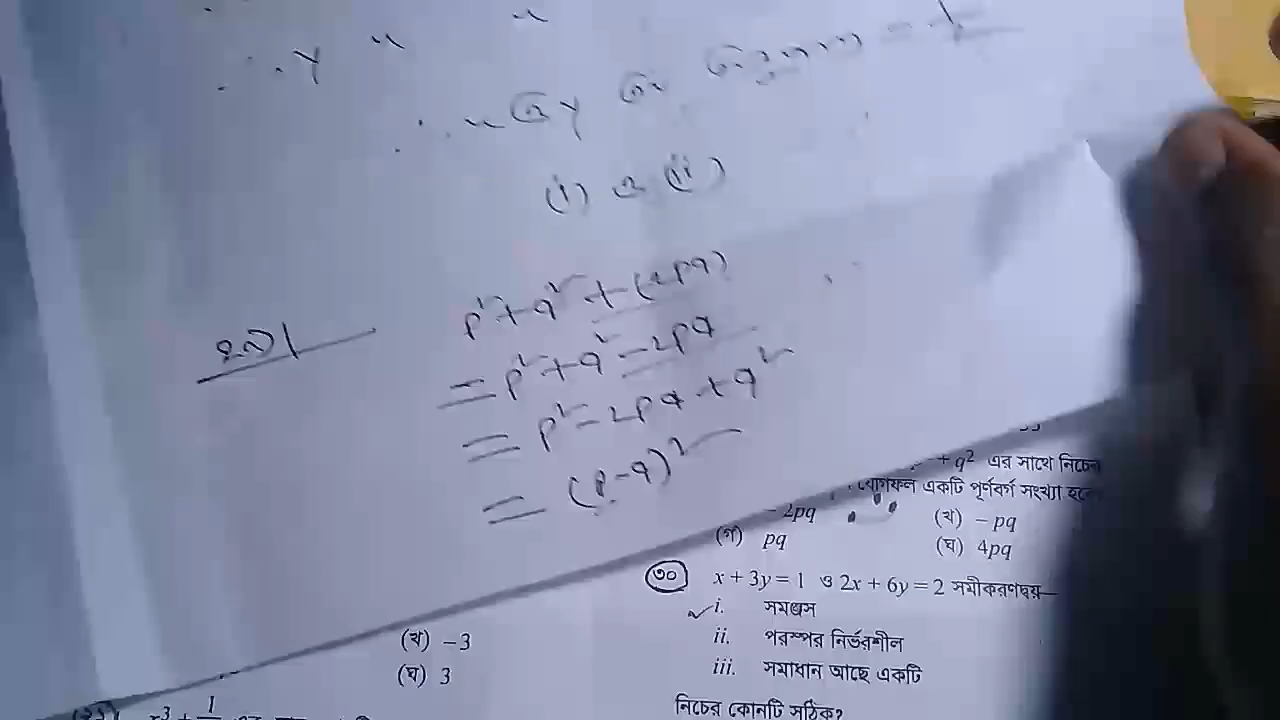 (i) ও (ii)
২৯।
p² + q² + (-2pq)
= p² + q² - 2pq
= p² - 2pq + q²
= (p - q)²
+ q² এর সাথে নিচের
যোগফল একটি পূর্ণবর্গ সংখ্যা হবে
- 2pq
(খ) - pq
(গ) pq
(ঘ) 4pq
৩০ x + 3y = 1 ও 2x + 6y = 2 সমীকরণদ্বয়—
i. সমঞ্জস
ii. পরস্পর নির্ভরশীল
iii. সমাধান আছে একটি
নিচের কোনটি সঠিক?
(খ) -3
(ঘ) 3